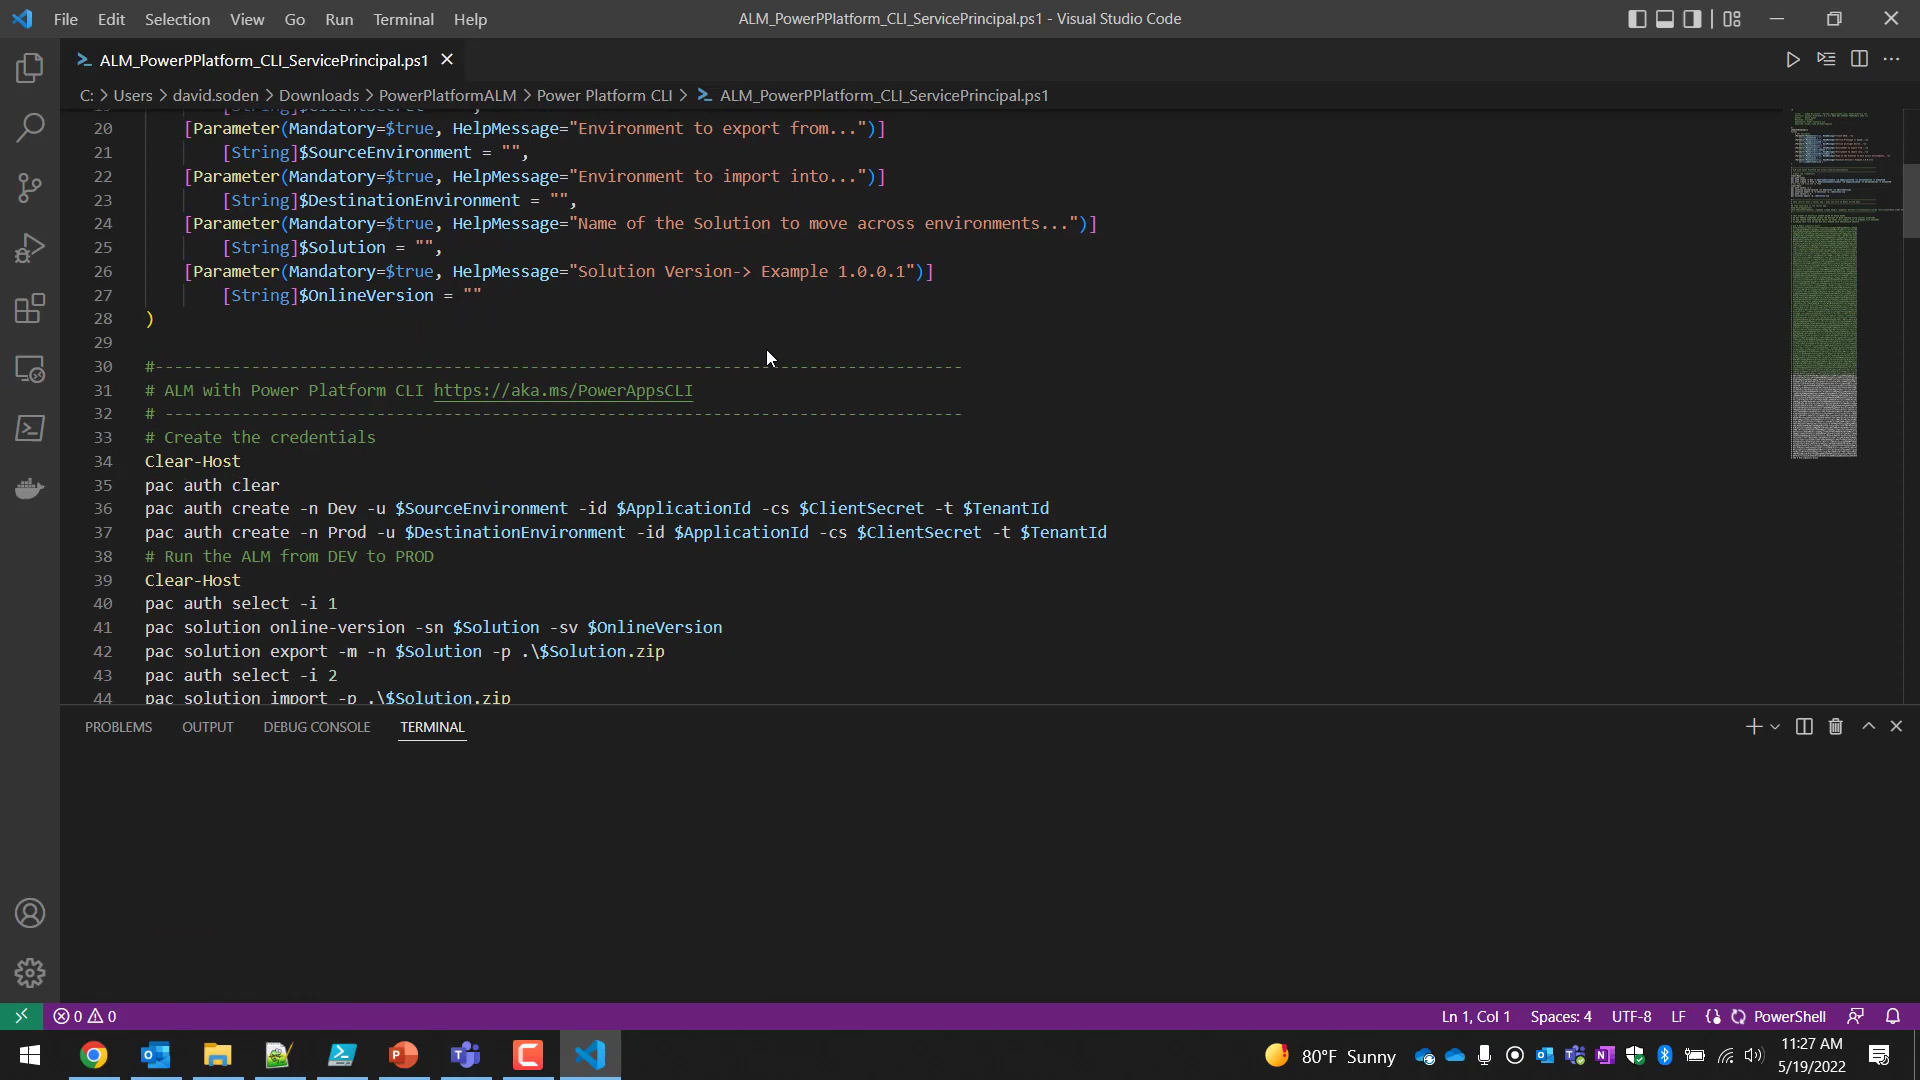 File Edit Selection View Go Run Terminal Help
ALM_PowerPPlatform_CLI_ServicePrincipal.ps1 - Visual Studio Code
ALM_PowerPPlatform_CLI_ServicePrincipal.ps1
C: > Users > david.soden > Downloads > PowerPlatformALM > Power Platform CLI > ALM_PowerPPlatform_CLI_ServicePrincipal.ps1
20 [Parameter(Mandatory=$true, HelpMessage="Environment to export from...")]
21 [String]$SourceEnvironment = "",
22 [Parameter(Mandatory=$true, HelpMessage="Environment to import into...")]
23 [String]$DestinationEnvironment = "",
24 [Parameter(Mandatory=$true, HelpMessage="Name of the Solution to move across environments...")]
25 [String]$Solution = "",
26 [Parameter(Mandatory=$true, HelpMessage="Solution Version-> Example 1.0.0.1")]
27 [String]$OnlineVersion = ""
28 )
29
30 #------------------------------------------------------------------------------------
31 # ALM with Power Platform CLI https://aka.ms/PowerAppsCLI
32 # -----------------------------------------------------------------------------------
33 # Create the credentials
34 Clear-Host
35 pac auth clear
36 pac auth create -n Dev -u $SourceEnvironment -id $ApplicationId -cs $ClientSecret -t $TenantId
37 pac auth create -n Prod -u $DestinationEnvironment -id $ApplicationId -cs $ClientSecret -t $TenantId
38 # Run the ALM from DEV to PROD
39 Clear-Host
40 pac auth select -i 1
41 pac solution online-version -sn $Solution -sv $OnlineVersion
42 pac solution export -m -n $Solution -p .\$Solution.zip
43 pac auth select -i 2
44 pac solution import -p .\$Solution.zip
PROBLEMS OUTPUT DEBUG CONSOLE TERMINAL
0 0 Ln 1, Col 1 Spaces: 4 UTF-8 LF PowerShell
80°F Sunny
11:27 AM
5/19/2022